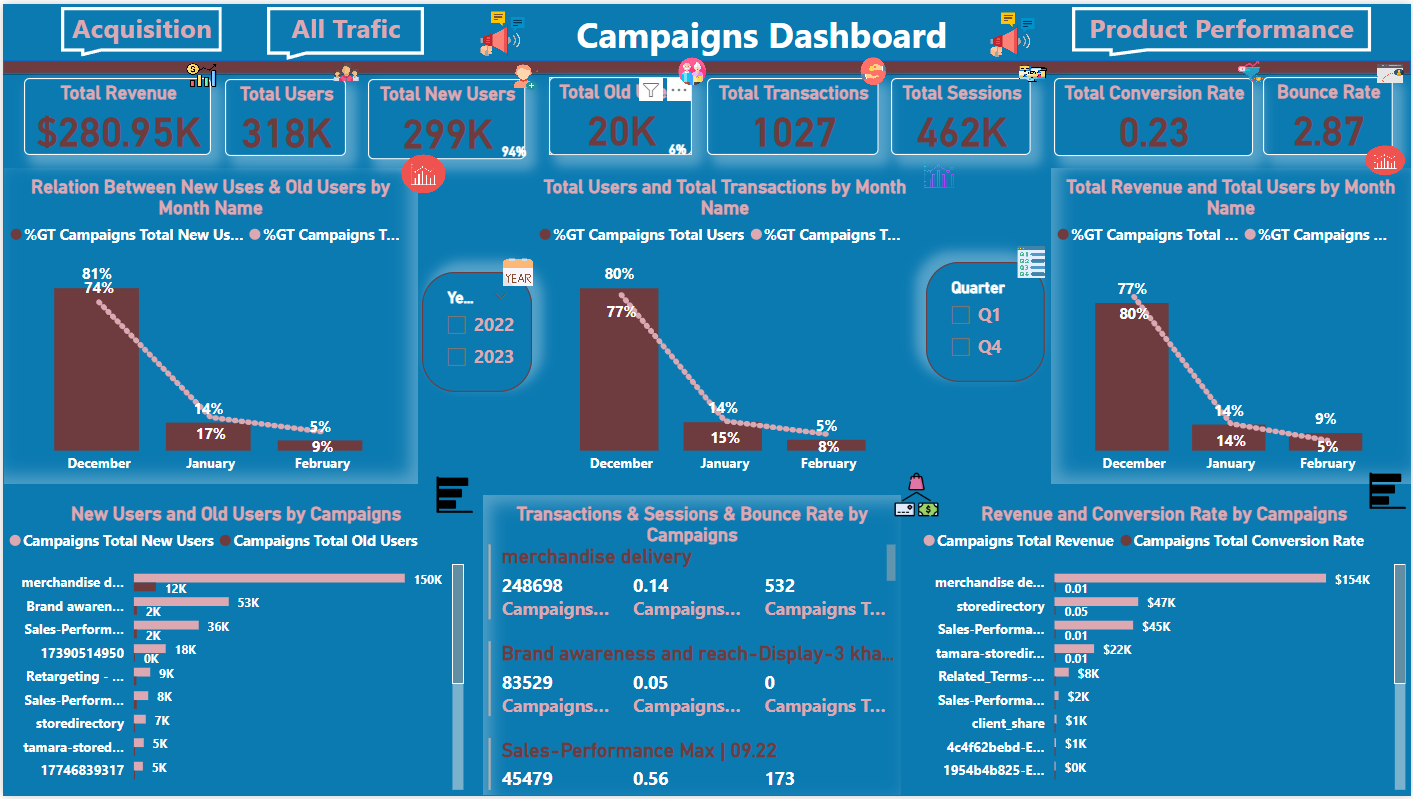 Acquisition
All Trafic
Campaigns Dashboard
Product Performance
Total Revenue
$280.95K
Total Users
318K
Total New Users
299K
94%
Total Old
20K
6%
Total Transactions
1027
Total Sessions
462K
Total Conversion Rate
0.23
Bounce Rate
2.87
Relation Between New Uses & Old Users by
Month Name
%GT Campaigns Total New Us... %GT Campaigns T...
81%
74%
14%
17%
5%
9%
December January February
YEAR
Ye...
2022
2023
Total Users and Total Transactions by Month
Name
%GT Campaigns Total Users %GT Campaigns T...
80%
77%
14%
15%
5%
8%
December January February
Q1
Q2
Q3
Q4
Quarter
Q1
Q4
Total Revenue and Total Users by Month
Name
%GT Campaigns Total ... %GT Campaigns ...
77%
80%
14%
14%
9%
5%
December January February
New Users and Old Users by Campaigns
Campaigns Total New Users Campaigns Total Old Users
merchandise d... 150K
12K
Brand awaren... 53K
2K
Sales-Perform... 36K
2K
17390514950 18K
0K
Retargeting - ... 9K
Sales-Perform... 8K
storedirectory 7K
tamara-stored... 5K
17746839317 5K
Transactions & Sessions & Bounce Rate by
Campaigns
merchandise delivery
248698 0.14 532
Campaigns... Campaigns... Campaigns T...
Brand awareness and reach-Display-3 kha...
83529 0.05 0
Campaigns... Campaigns... Campaigns T...
Sales-Performance Max | 09.22
45479 0.56 173
Revenue and Conversion Rate by Campaigns
Campaigns Total Revenue Campaigns Total Conversion Rate
merchandise de... $154K
0.01
storedirectory $47K
0.05
Sales-Performa... $45K
0.01
tamara-storedir... $22K
0.01
Related_Terms-... $8K
Sales-Performa... $2K
client_share $1K
4c4f62bebd-E... $1K
1954b4b825-E... $0K